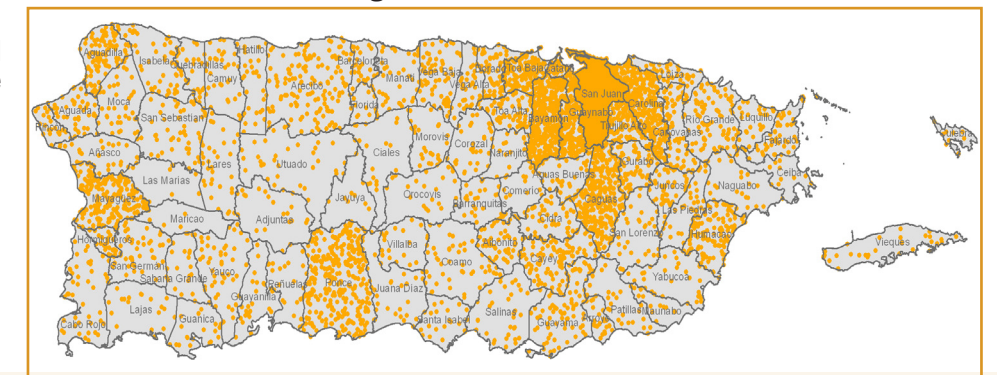 Aguadilla
Isabela
Quebradillas
Camuy
Hatillo
Arecibo
Barceloneta
Manati
Vega Baja
Vega Alta
Dorado
Toa Baja
Catano
San Juan
Loiza
Carolina
Moca
San Sebastian
Florida
Toa Alta
Bayamon
Guaynabo
Trujillo Alto
Canovanas
Rio Grande
Luquillo
Fajardo
Culebra
Aguada
Rincon
Anasco
Lares
Utuado
Ciales
Morovis
Corozal
Naranjito
Aguas Buenas
Gurabo
Ceiba
Las Marias
Mayaguez
Maricao
Adjuntas
Jayuya
Orocovis
Barranquitas
Comerio
Caguas
Juncos
Naguabo
Las Piedras
Humacao
Cidra
San Lorenzo
Hormigueros
San German
Sabana Grande
Yauco
Guayanilla
Penuelas
Ponce
Villalba
Juana Diaz
Coamo
Aibonito
Cayey
Yabucoa
Vieques
Cabo Rojo
Lajas
Guanica
Santa Isabel
Salinas
Guayama
Arroyo
Patillas
Maunabo